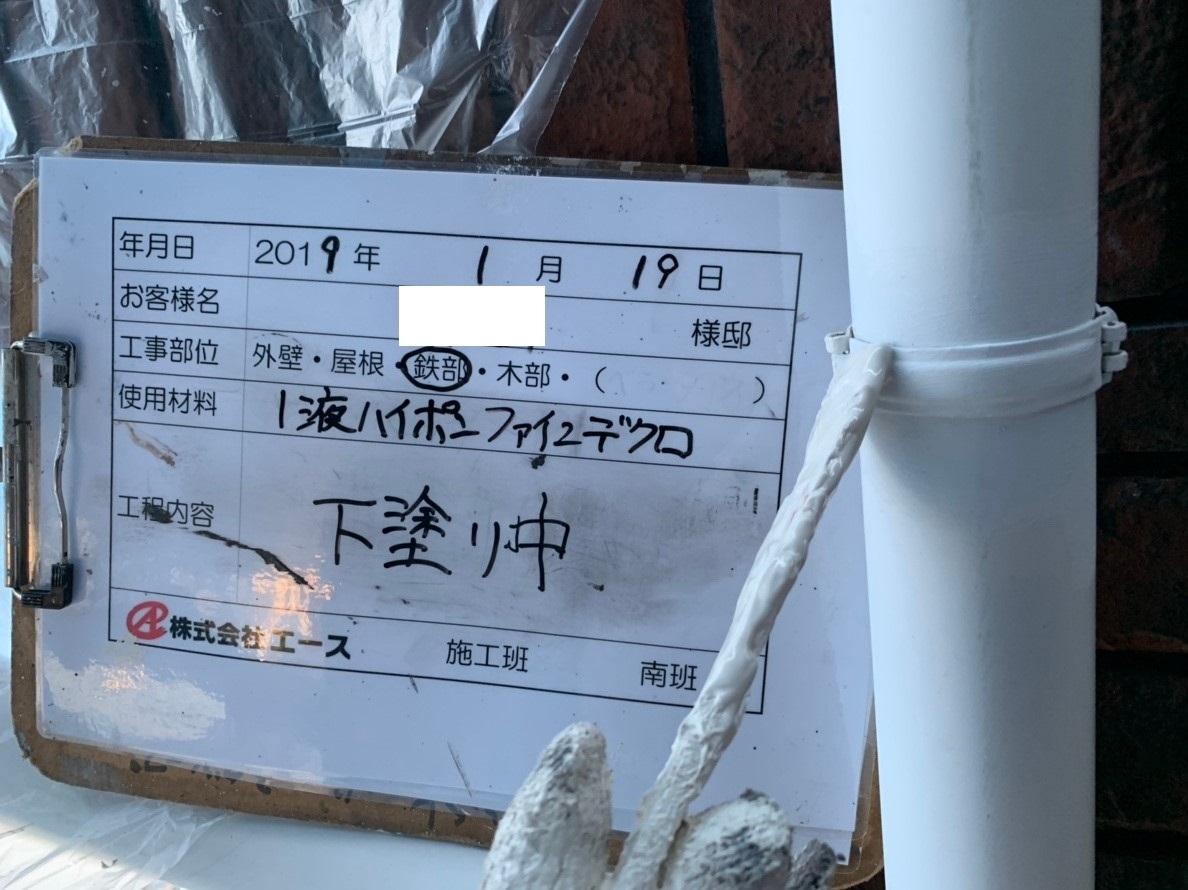 年月日 2019年 1月 19日
お客様名 様邸
工事部位 外壁・屋根・鉄部・木部・( )
使用材料 1液ハイポンファインデクロ
工程内容 下塗り中
株式会社エース 施工班 南班